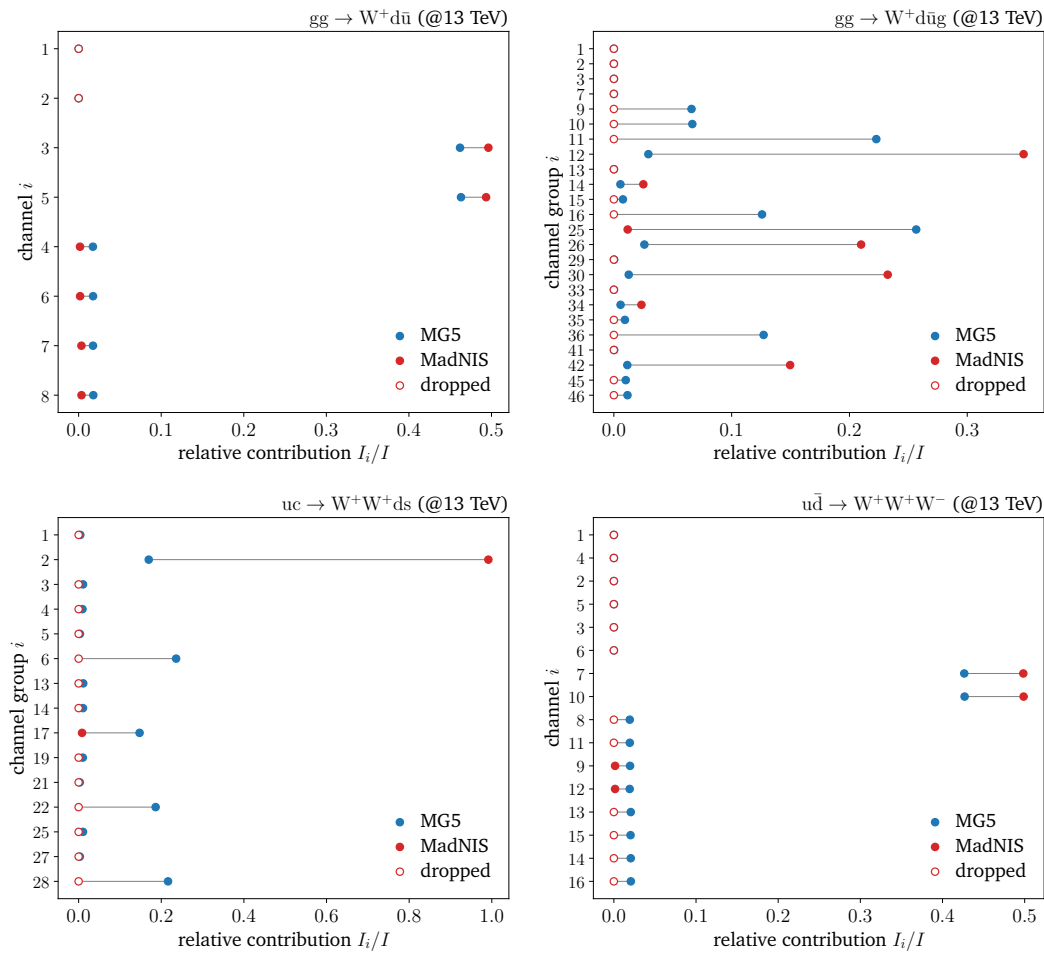 gg → W⁺dū (@13 TeV)
channel i
1
2
3
5
4
6
7
8
MG5
MadNIS
dropped
0.0 0.1 0.2 0.3 0.4 0.5
relative contribution Iᵢ/I
gg → W⁺dūg (@13 TeV)
channel group i
1
2
3
7
9
10
11
12
13
14
15
16
25
26
29
30
33
34
35
36
41
42
45
46
MG5
MadNIS
dropped
0.0 0.1 0.2 0.3
relative contribution Iᵢ/I
uc → W⁺W⁺ds (@13 TeV)
channel group i
1
2
3
4
5
6
13
14
17
19
21
22
25
27
28
MG5
MadNIS
dropped
0.0 0.2 0.4 0.6 0.8 1.0
relative contribution Iᵢ/I
ud̄ → W⁺W⁺W⁻ (@13 TeV)
channel i
1
4
2
5
3
6
7
10
8
11
9
12
13
15
14
16
MG5
MadNIS
dropped
0.0 0.1 0.2 0.3 0.4 0.5
relative contribution Iᵢ/I